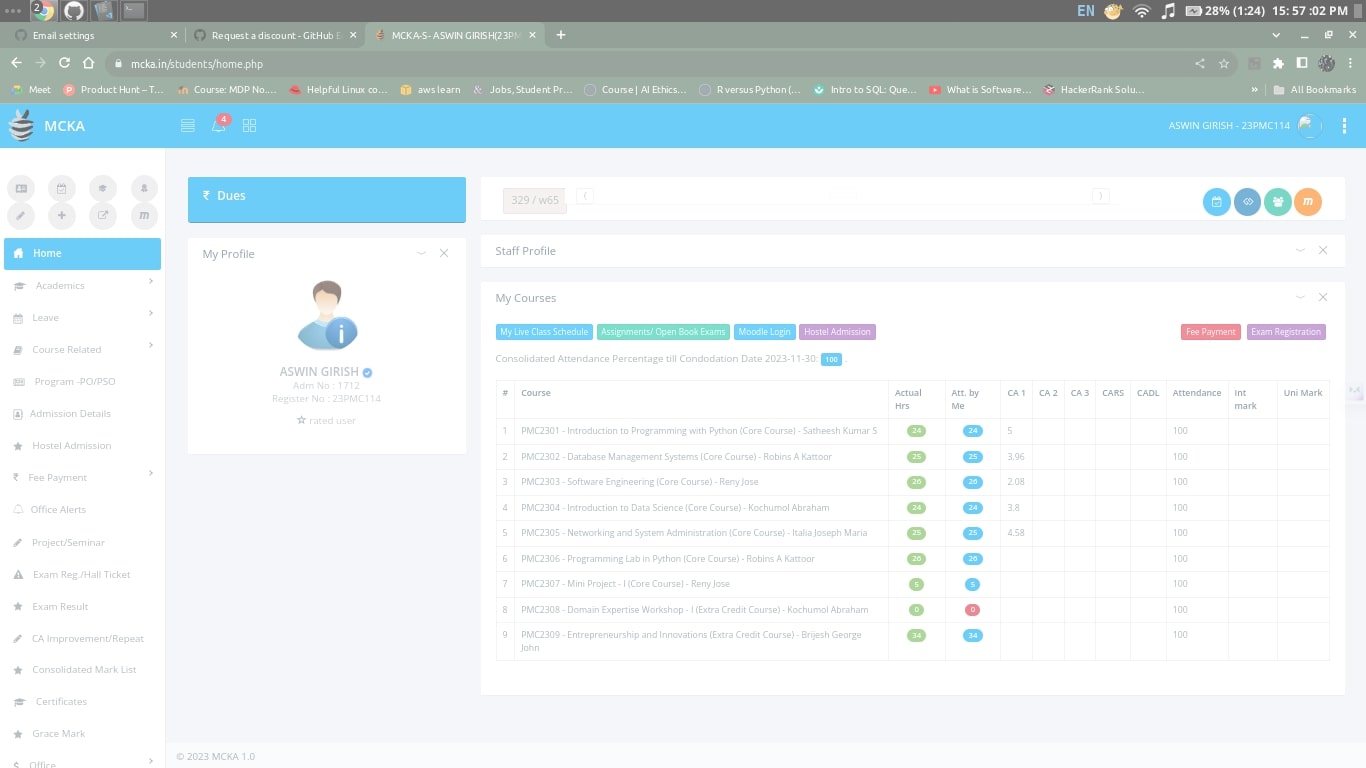 2
EN
28% (1:24) 15: 57 :02 PM
Email settings
Request a discount - GitHub E
MCKA-S- ASWIN GIRISH(23PM
mcka.in/students/home.php
Meet
Product Hunt – T...
Course: MDP No....
Helpful Linux co...
aws learn
Jobs, Student Pr...
Course | AI Ethics...
R versus Python (...
Intro to SQL: Que...
What is Software...
HackerRank Solu...
»
All Bookmarks
MCKA
4
ASWIN GIRISH - 23PMC114
m
Home
Academics
Leave
Course Related
Program -PO/PSO
Admission Details
Hostel Admission
₹ Fee Payment
Office Alerts
Project/Seminar
Exam Reg./Hall Ticket
Exam Result
CA Improvement/Repeat
Consolidated Mark List
Certificates
Grace Mark
$ Office
₹ Dues
My Profile
i
ASWIN GIRISH
Adm No : 1712
Register No : 23PMC114
rated user
329 / w65
m
Staff Profile
My Courses
My Live Class Schedule Assignments/ Open Book Exams Moodle Login Hostel Admission Fee Payment Exam Registration
Consolidated Attendance Percentage till Condodation Date 2023-11-30: 100 .
# Course Actual Hrs Att. by Me CA 1 CA 2 CA 3 CARS CADL Attendance Int mark Uni Mark
1 PMC2301 - Introduction to Programming with Python (Core Course) - Satheesh Kumar S 24 24 5 100
2 PMC2302 - Database Management Systems (Core Course) - Robins A Kattoor 25 25 3.96 100
3 PMC2303 - Software Engineering (Core Course) - Reny Jose 26 26 2.08 100
4 PMC2304 - Introduction to Data Science (Core Course) - Kochumol Abraham 24 24 3.8 100
5 PMC2305 - Networking and System Administration (Core Course) - Italia Joseph Maria 25 25 4.58 100
6 PMC2306 - Programming Lab in Python (Core Course) - Robins A Kattoor 26 26 100
7 PMC2307 - Mini Project - I (Core Course) - Reny Jose 5 5 100
8 PMC2308 - Domain Expertise Workshop - I (Extra Credit Course) - Kochumol Abraham 0 0 100
9 PMC2309 - Entrepreneurship and Innovations (Extra Credit Course) - Brijesh George John 34 34 100
© 2023 MCKA 1.0